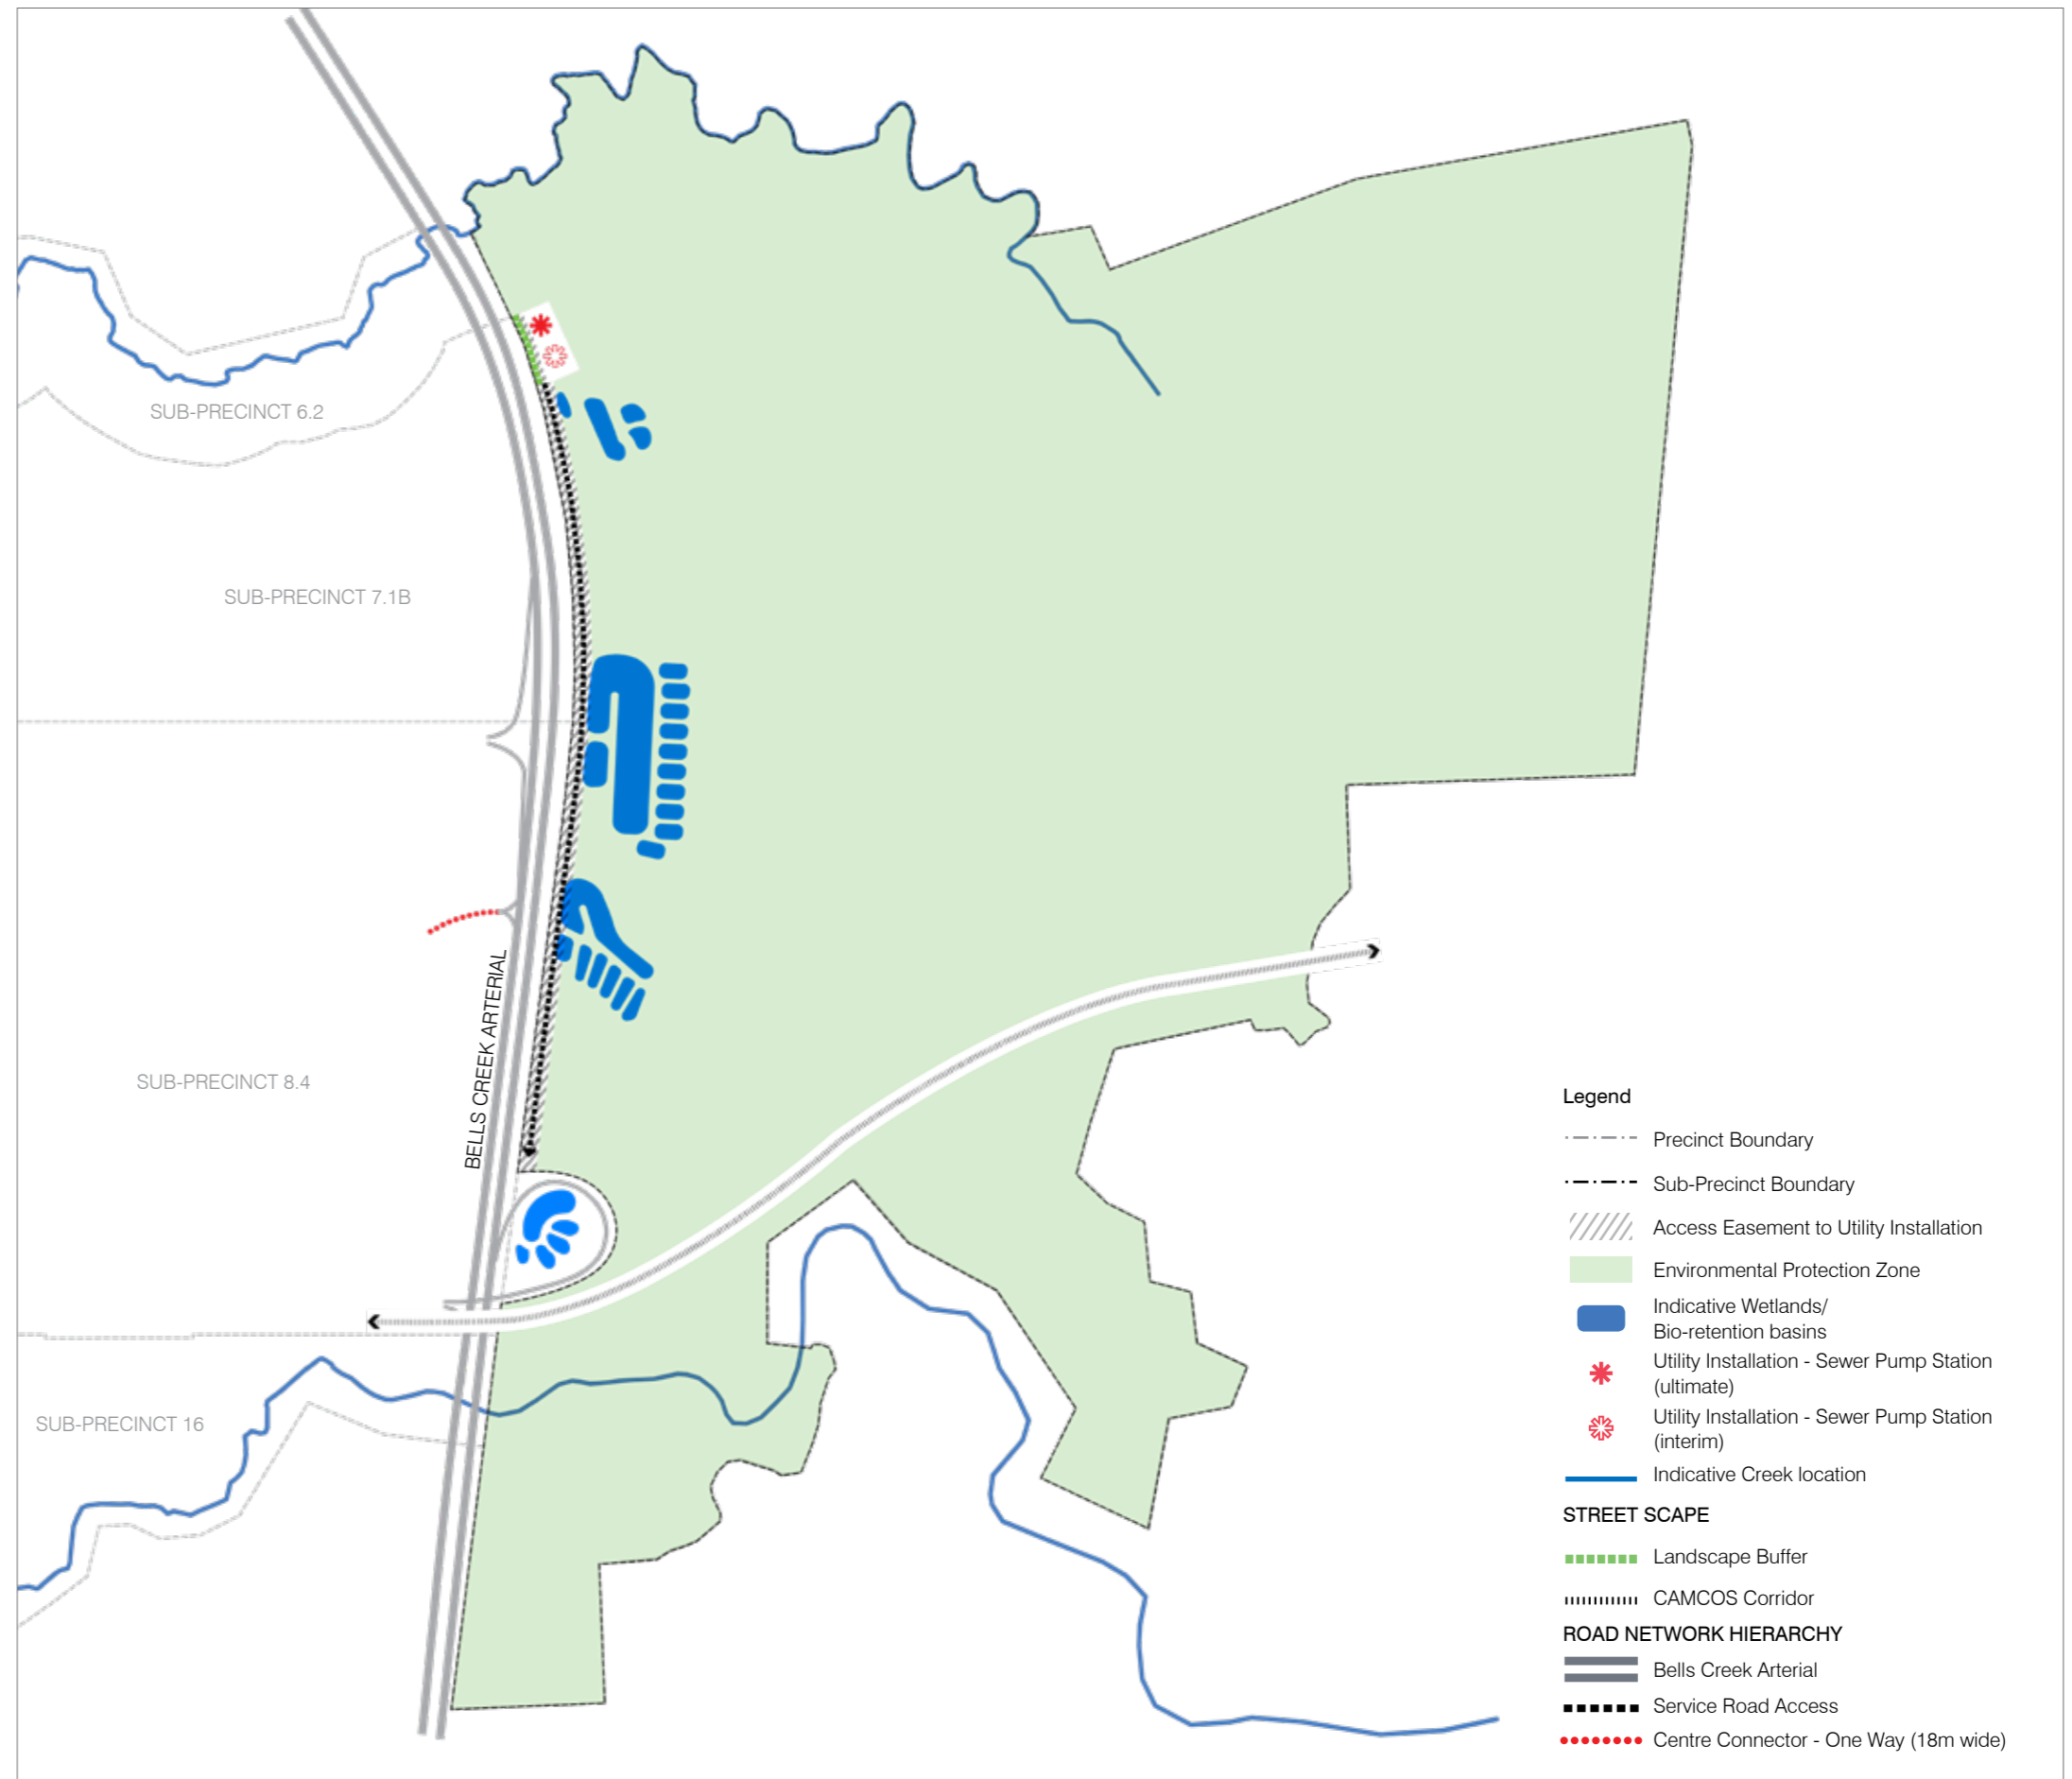 SUB-PRECINCT 6.2
SUB-PRECINCT 7.1B
BELLS CREEK ARTERIAL
SUB-PRECINCT 8.4
SUB-PRECINCT 16
Legend
Precinct Boundary
Sub-Precinct Boundary
Access Easement to Utility Installation
Environmental Protection Zone
Indicative Wetlands/
Bio-retention basins
Utility Installation - Sewer Pump Station
(ultimate)
Utility Installation - Sewer Pump Station
(interim)
Indicative Creek location
STREET SCAPE
Landscape Buffer
CAMCOS Corridor
ROAD NETWORK HIERARCHY
Bells Creek Arterial
Service Road Access
Centre Connector - One Way (18m wide)